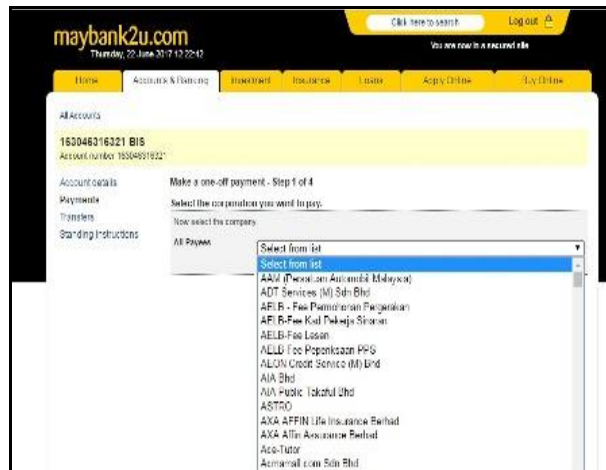 maybank2u.com
Thursday, 22 June 2017 12:22:42
Click here to search
Log out
You are now in a secured site
Home
Accounts & Banking
Investment
Insurance
Loans
Apply Online
Buy Online
All Accounts
163046316321 BIS
Account number 163046316321
Account details
Payments
Transfers
Standing Instructions
Make a one-off payment - Step 1 of 4
Select the corporation you want to pay.
Now select the company.
All Payees
Select from list
Select from list
AAM (Persatuan Automobil Malaysia)
ADT Services (M) Sdn Bhd
AELB - Fee Permohonan Pergerakan
AELB-Fee Kad Pekerja Sinaran
AELB-Fee Lesen
AELB Fee Peperiksaan PPS
AEON Credit Service (M) Bhd
AIA Bhd
AIA Public Takaful Bhd
ASTRO
AXA AFFIN Life Insurance Berhad
AXA Affin Assurance Berhad
Ace-Tutor
Acmamall.com Sdn Bhd